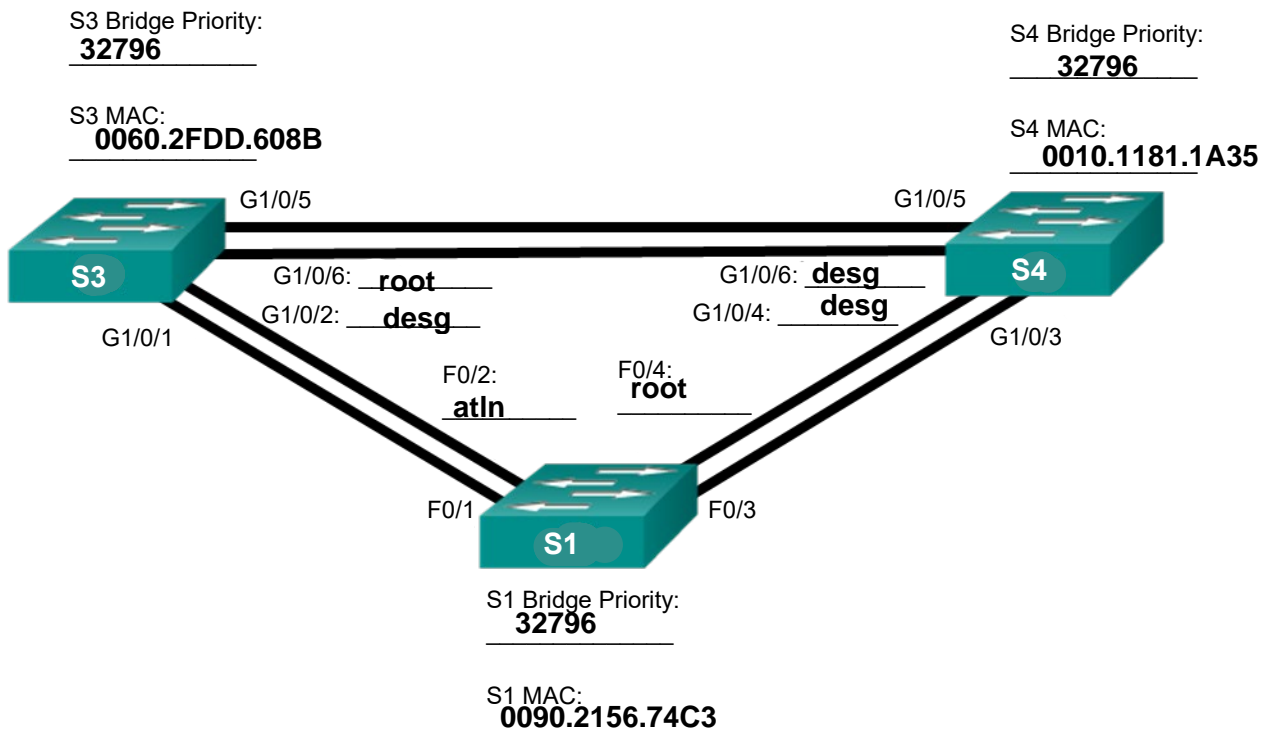 S3 Bridge Priority:
32796
S4 Bridge Priority:
32796
S3 MAC:
0060.2FDD.608B
S4 MAC:
0010.1181.1A35
G1/0/5
G1/0/5
S3
S4
G1/0/6: root
G1/0/6: desg
G1/0/2: desg
G1/0/4: desg
G1/0/1
G1/0/3
F0/2:
atln
F0/4:
root
F0/1
F0/3
S1
S1 Bridge Priority:
32796
S1 MAC:
0090.2156.74C3